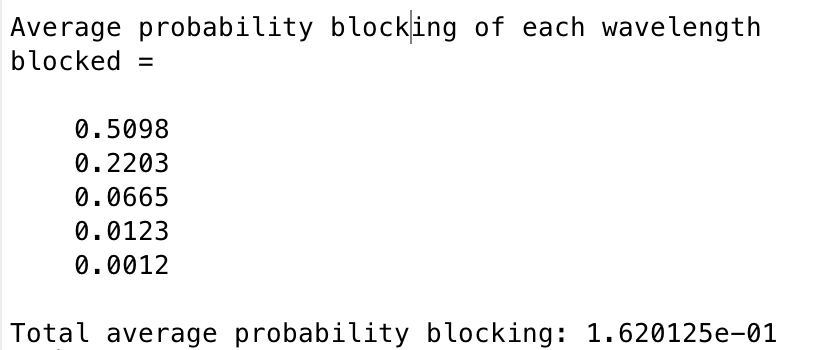 Average probability blocking of each wavelength
blocked =
0.5098
0.2203
0.0665
0.0123
0.0012
Total average probability blocking: 1.620125e-01